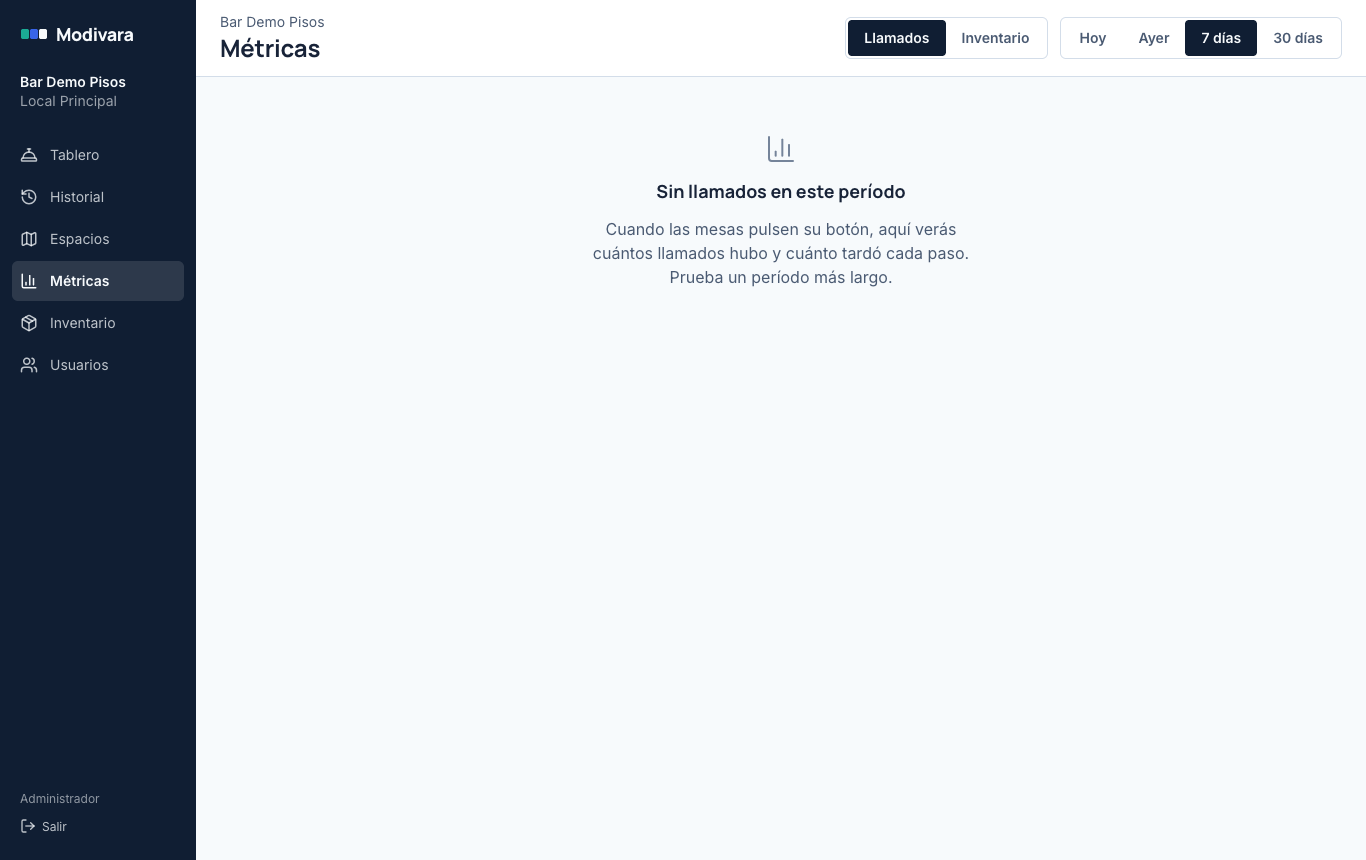 Modivara
Bar Demo Pisos
Local Principal
Tablero
Historial
Espacios
Métricas
Inventario
Usuarios
Administrador
Salir
Bar Demo Pisos
Métricas
Llamados Inventario
Hoy Ayer 7 días 30 días
Sin llamados en este período
Cuando las mesas pulsen su botón, aquí verás
cuántos llamados hubo y cuánto tardó cada paso.
Prueba un período más largo.